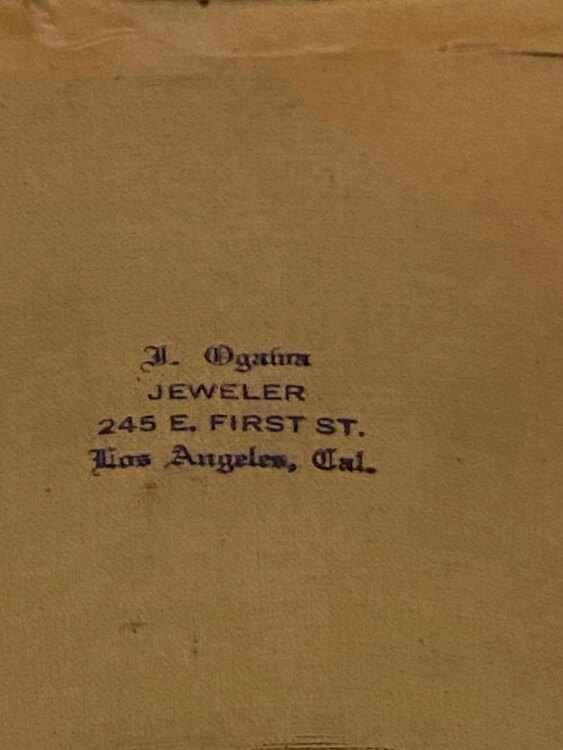 J. Ogawa
JEWELER
245 E. FIRST ST.
Los Angeles, Cal.